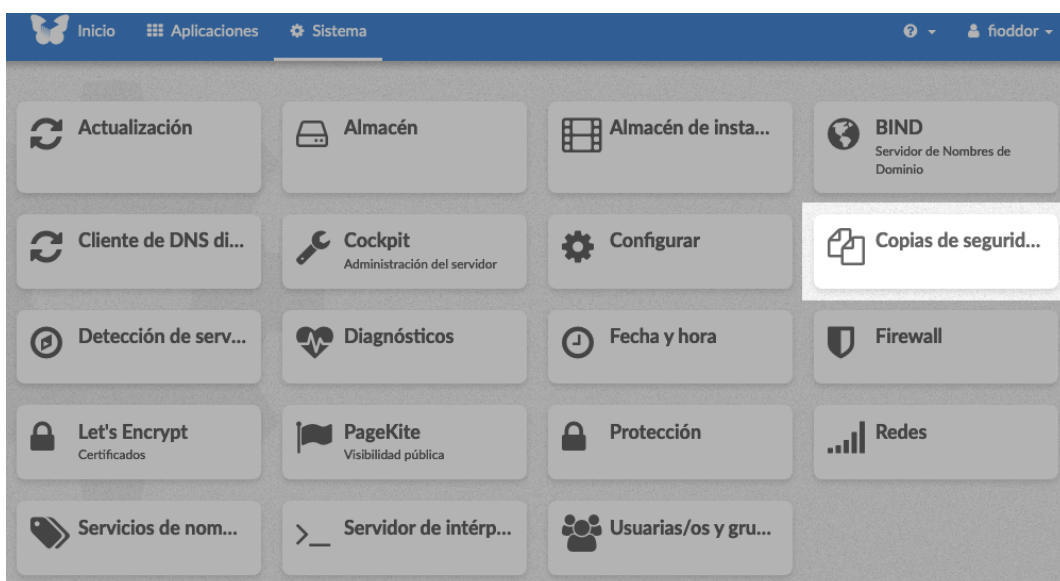 Inicio Aplicaciones Sistema fioddor
Actualización
Almacén
Almacén de insta...
BIND
Servidor de Nombres de
Dominio
Cliente de DNS di...
Cockpit
Administración del servidor
Configurar
Copias de segurid...
Detección de serv...
Diagnósticos
Fecha y hora
Firewall
Let's Encrypt
Certificados
PageKite
Visibilidad pública
Protección
Redes
Servicios de nom...
Servidor de intérp...
Usuarias/os y gru...